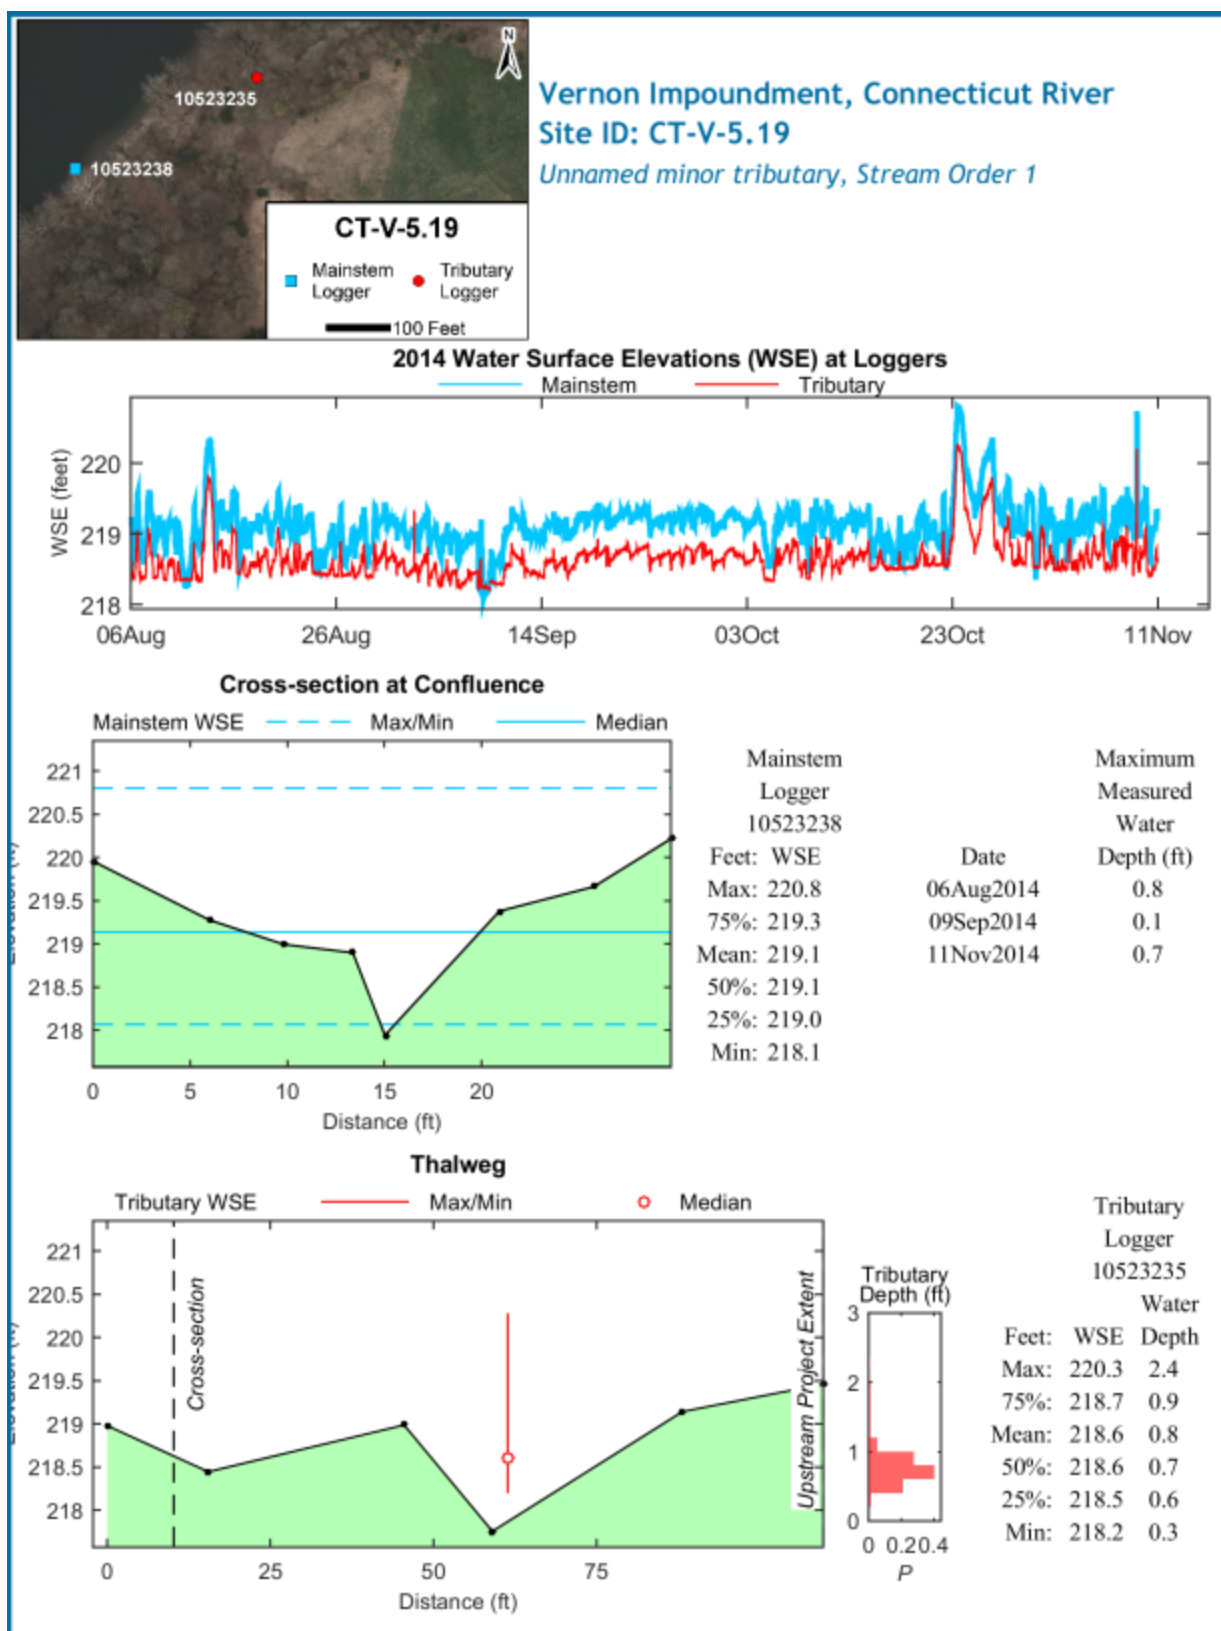 N
10523235
10523238
CT-V-5.19
Mainstem Logger
Tributary Logger
100 Feet
Vernon Impoundment, Connecticut River
Site ID: CT-V-5.19
Unnamed minor tributary, Stream Order 1
2014 Water Surface Elevations (WSE) at Loggers
Mainstem Tributary
WSE (feet)
220
219
218
06Aug 26Aug 14Sep 03Oct 23Oct 11Nov
Cross-section at Confluence
Mainstem WSE Max/Min Median
221
220.5
220
219.5
219
218.5
218
0 5 10 15 20
Distance (ft)
Mainstem
Logger
10523238
Feet: WSE
Max: 220.8
75%: 219.3
Mean: 219.1
50%: 219.1
25%: 219.0
Min: 218.1
Maximum
Measured
Water
Date Depth (ft)
06Aug2014 0.8
09Sep2014 0.1
11Nov2014 0.7
Thalweg
Tributary WSE Max/Min Median
221
220.5
220
219.5
219
218.5
218
Cross-section
Upstream Project Extent
0 25 50 75
Distance (ft)
Tributary
Depth (ft)
3
2
1
0
0 0.2 0.4
P
Tributary
Logger
10523235
Water
Feet: WSE Depth
Max: 220.3 2.4
75%: 218.7 0.9
Mean: 218.6 0.8
50%: 218.6 0.7
25%: 218.5 0.6
Min: 218.2 0.3